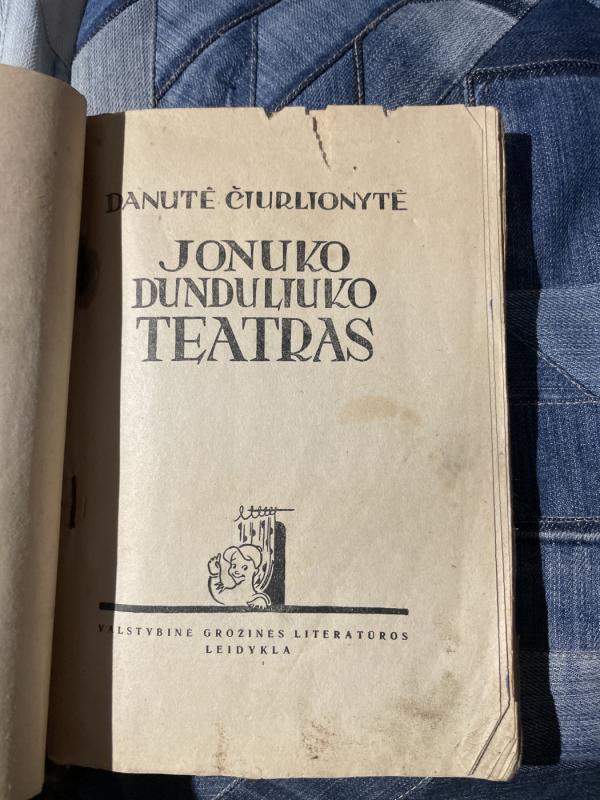 DANUTĖ ČIURLIONYTĖ
JONUKO
DUNDULIUKO
TEATRAS
VALSTYBINĖ GROŽINĖS LITERATŪROS
LEIDYKLA